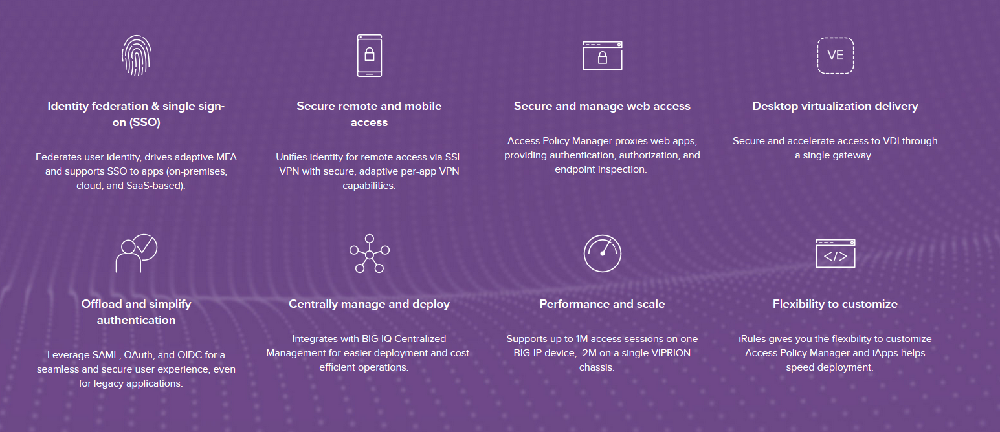 VE
Identity federation & single sign-
on (SSO)
Federates user identity, drives adaptive MFA
and supports SSO to apps (on-premises,
cloud, and SaaS-based).
Secure remote and mobile
access
Unifies identity for remote access via SSL
VPN with secure, adaptive per-app VPN
capabilities.
Secure and manage web access
Access Policy Manager proxies web apps,
providing authentication, authorization, and
endpoint inspection.
Desktop virtualization delivery
Secure and accelerate access to VDI through
a single gateway.
</>
Offload and simplify
authentication
Leverage SAML, OAuth, and OIDC for a
seamless and secure user experience, even
for legacy applications.
Centrally manage and deploy
Integrates with BIG-IQ Centralized
Management for easier deployment and cost-
efficient operations.
Performance and scale
Supports up to 1M access sessions on one
BIG-IP device,  2M on a single VIPRION
chassis.
Flexibility to customize
iRules gives you the flexibility to customize
Access Policy Manager and iApps helps
speed deployment.